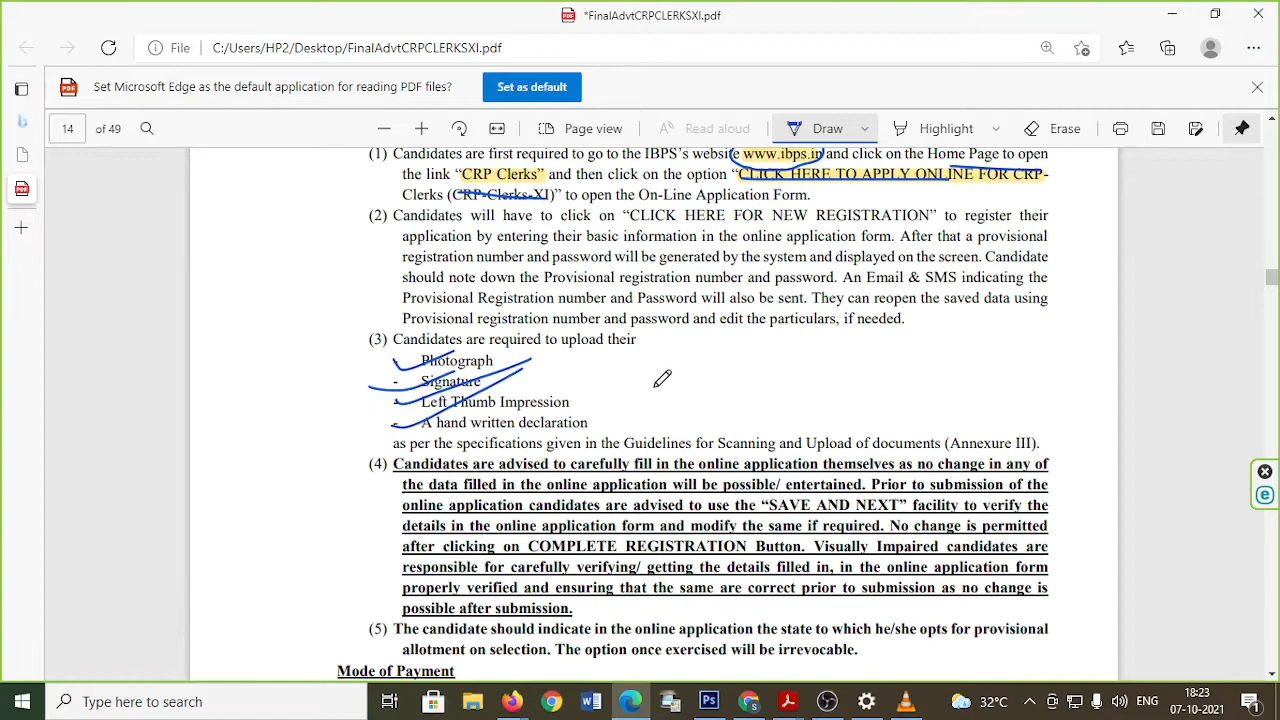 *FinalAdvtCRPCLERKSXI.pdf
File C:/Users/HP2/Desktop/FinalAdvtCRPCLERKSXI.pdf
Set Microsoft Edge as the default application for reading PDF files? Set as default
14 of 49 Page view Read aloud Draw Highlight Erase
(1) Candidates are first required to go to the IBPS's website www.ibps.in and click on the Home Page to open
the link “CRP Clerks” and then click on the option “CLICK HERE TO APPLY ONLINE FOR CRP-
Clerks (CRP-Clerks-XI)” to open the On-Line Application Form.
(2) Candidates will have to click on “CLICK HERE FOR NEW REGISTRATION” to register their
application by entering their basic information in the online application form. After that a provisional
registration number and password will be generated by the system and displayed on the screen. Candidate
should note down the Provisional registration number and password. An Email & SMS indicating the
Provisional Registration number and Password will also be sent. They can reopen the saved data using
Provisional registration number and password and edit the particulars, if needed.
(3) Candidates are required to upload their
- Photograph
- Signature
- Left Thumb Impression
- A hand written declaration
as per the specifications given in the Guidelines for Scanning and Upload of documents (Annexure III).
(4) Candidates are advised to carefully fill in the online application themselves as no change in any of
the data filled in the online application will be possible/ entertained. Prior to submission of the
online application candidates are advised to use the “SAVE AND NEXT” facility to verify the
details in the online application form and modify the same if required. No change is permitted
after clicking on COMPLETE REGISTRATION Button. Visually Impaired candidates are
responsible for carefully verifying/ getting the details filled in, in the online application form
properly verified and ensuring that the same are correct prior to submission as no change is
possible after submission.
(5) The candidate should indicate in the online application the state to which he/she opts for provisional
allotment on selection. The option once exercised will be irrevocable.
Mode of Payment
Type here to search 32°C ENG 18:23
07-10-2021